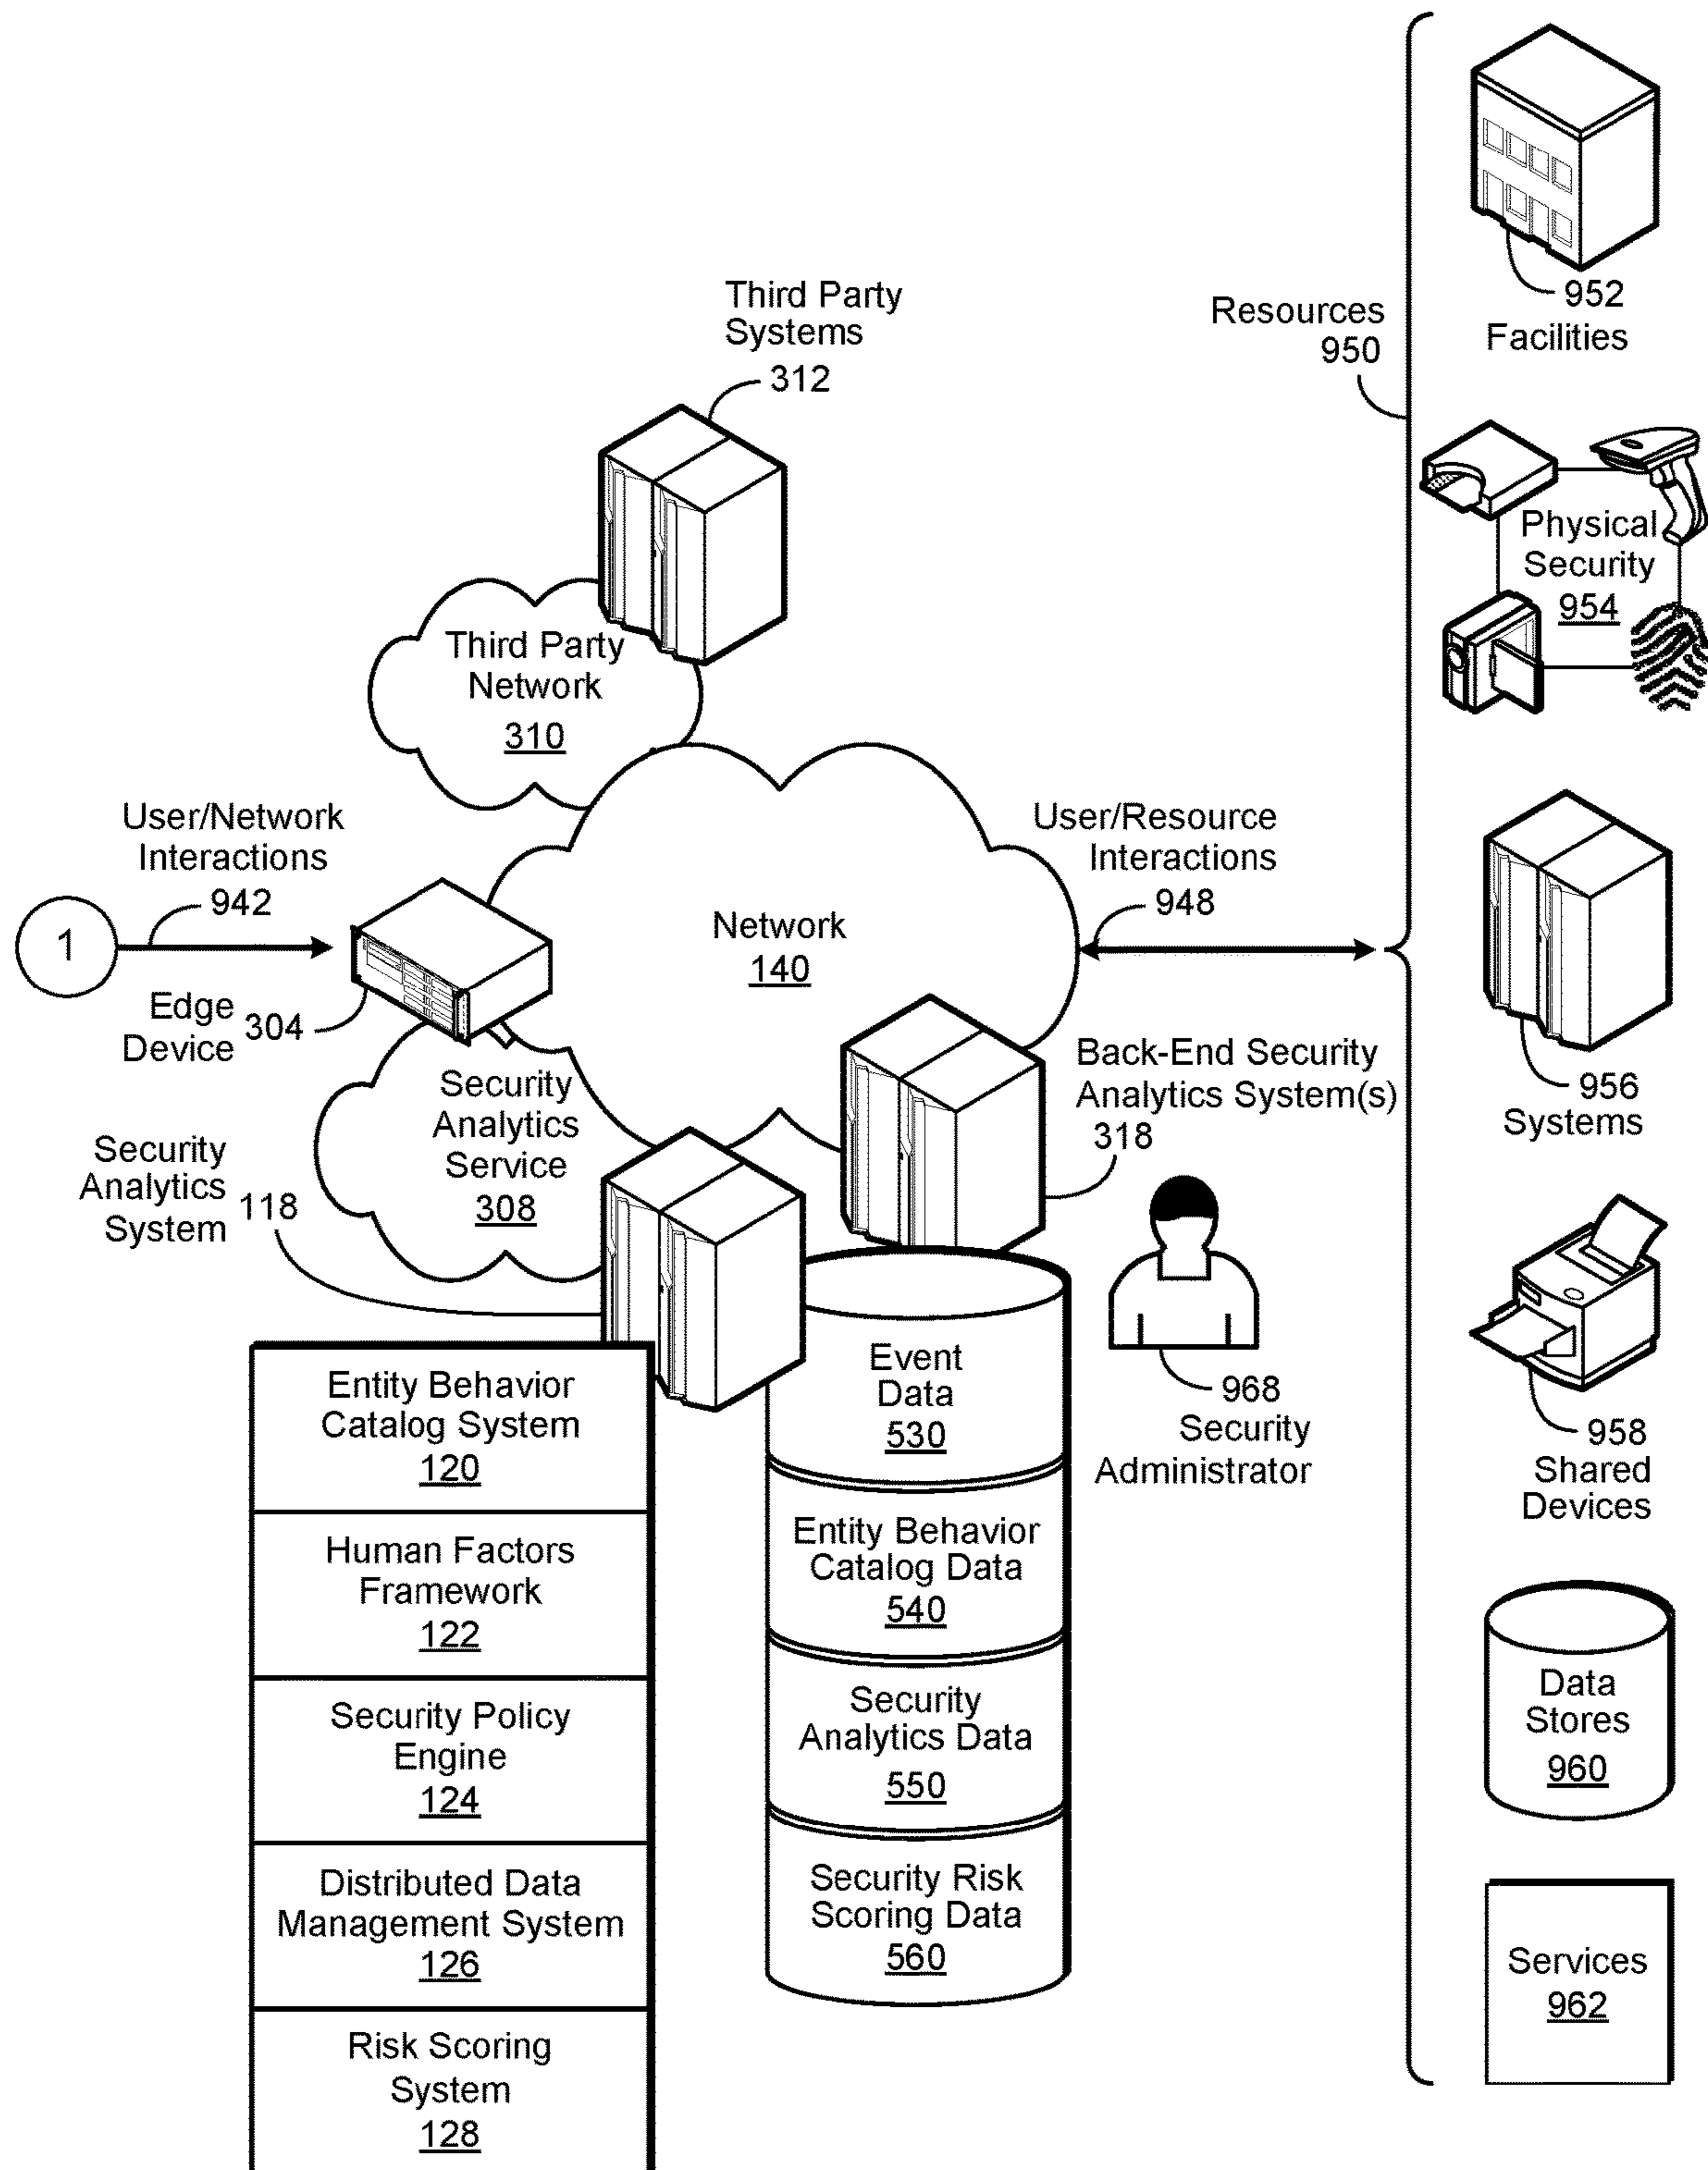 Third Party
Systems
312
Third Party
Network
310
User/Network
Interactions
942
1
Edge
Device
304
Network
140
User/Resource
Interactions
948
Security
Analytics
Service
308
Security
Analytics
System
118
Back-End Security
Analytics System(s)
318
968
Security
Administrator
Entity Behavior
Catalog System
120
Human Factors
Framework
122
Security Policy
Engine
124
Distributed Data
Management System
126
Risk Scoring
System
128
Event
Data
530
Entity Behavior
Catalog Data
540
Security
Analytics Data
550
Security Risk
Scoring Data
560
Resources
950
952
Facilities
Physical
Security
954
956
Systems
958
Shared
Devices
Data
Stores
960
Services
962